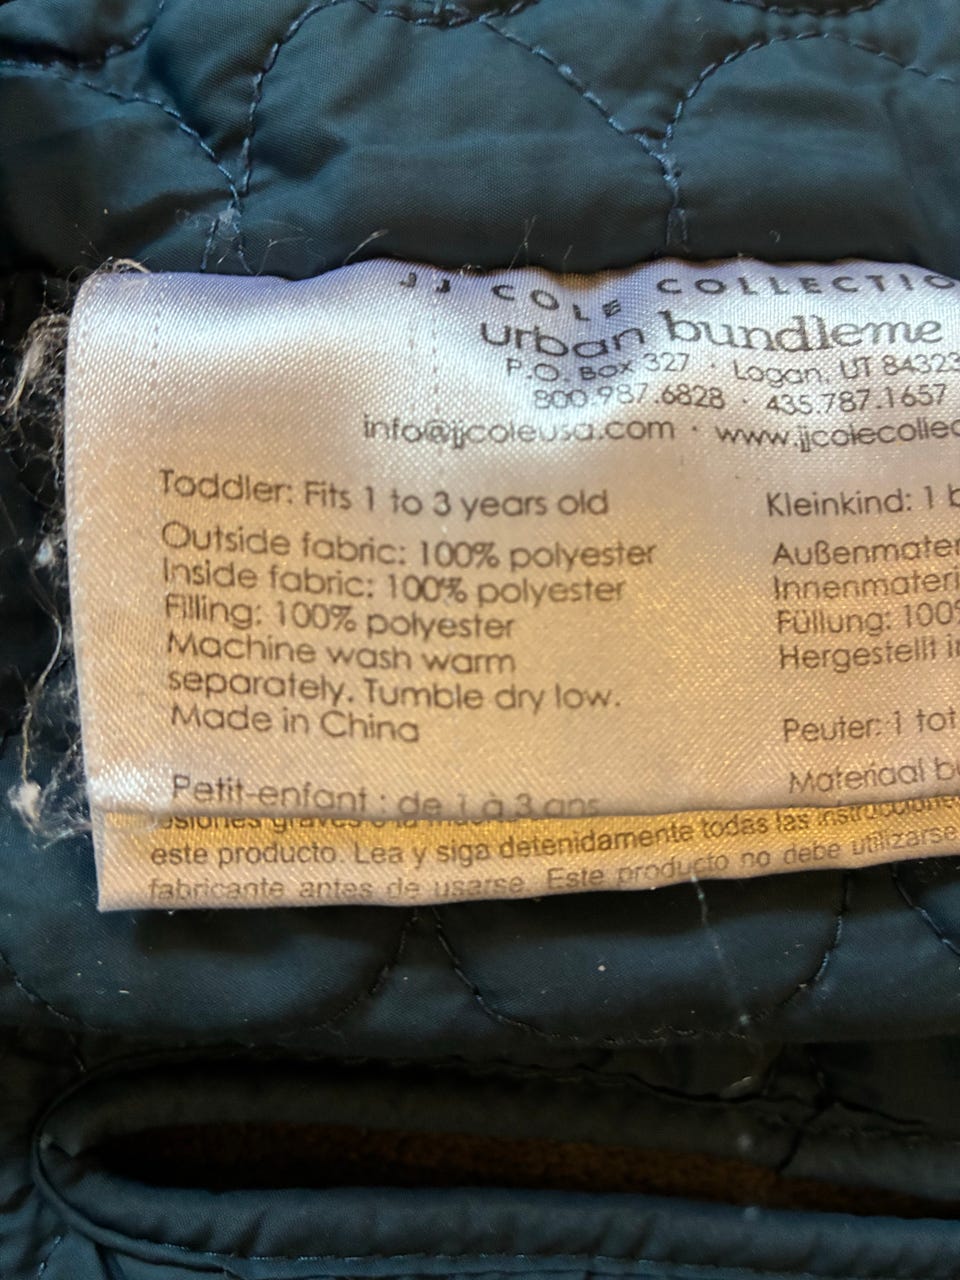 JJ COLE COLLECTIO
urban bundleme
P.O. Box 327 · Logan, UT 84323
800.987.6828 · 435.787.1657
info@jjcoleusa.com · www.jjcolecollec
Toddler: Fits 1 to 3 years old
Outside fabric: 100% polyester
Inside fabric: 100% polyester
Filling: 100% polyester
Machine wash warm
separately. Tumble dry low.
Made in China
Petit-enfant : de 1 à 3 ans
Kleinkind: 1 b
Außenmater
Innenmateri
Füllung: 100%
Hergestellt i
Peuter: 1 tot
Materiaal b
este producto. Lea y siga detenidamente todas las instruccione
fabricante antes de usarse. Este producto no debe utilizarse